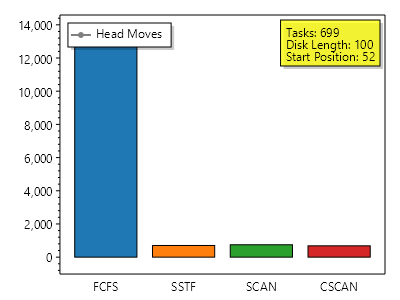 14,000
12,000
10,000
8,000
6,000
4,000
2,000
0
Head Moves
Tasks: 699
Disk Length: 100
Start Position: 52
FCFS
SSTF
SCAN
CSCAN